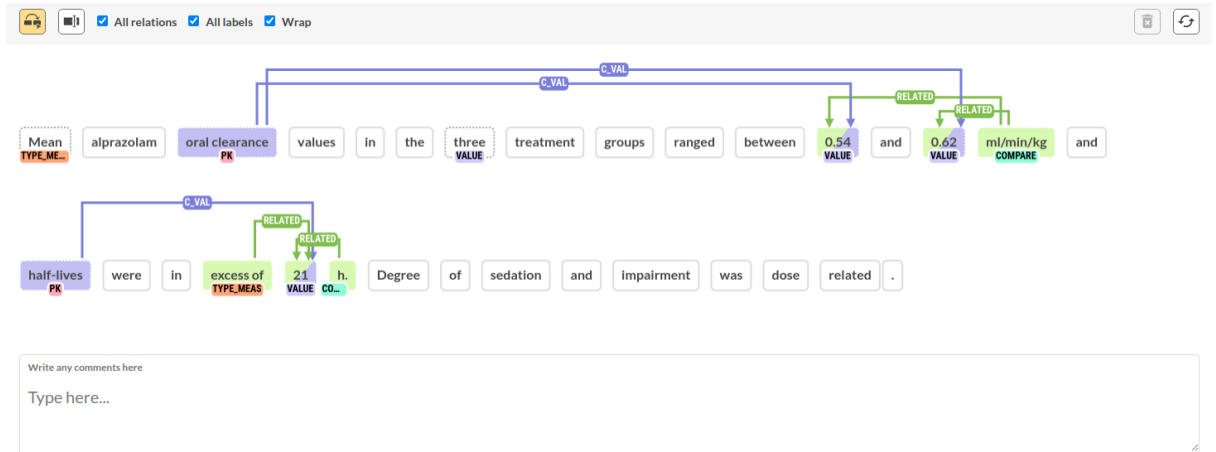 All relations All labels Wrap
C_VAL
C_VAL
RELATED
RELATED
Mean alprazolam oral clearance values in the three treatment groups ranged between 0.54 and 0.62 ml/min/kg and
TYPE_ME... PK VALUE VALUE VALUE COMPARE
C_VAL
RELATED
RELATED
half-lives were in excess of 21 h. Degree of sedation and impairment was dose related .
PK TYPE_MEAS VALUE CO...
Write any comments here
Type here...